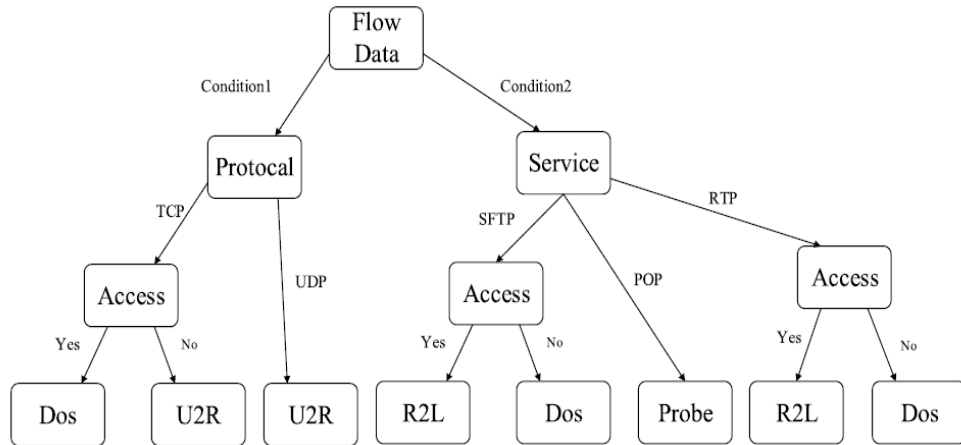 Flow
Data
Condition1
Condition2
Protocal
Service
TCP
UDP
SFTP
POP
RTP
Access
Access
Access
Yes
No
Yes
No
Yes
No
Dos
U2R
U2R
R2L
Dos
Probe
R2L
Dos